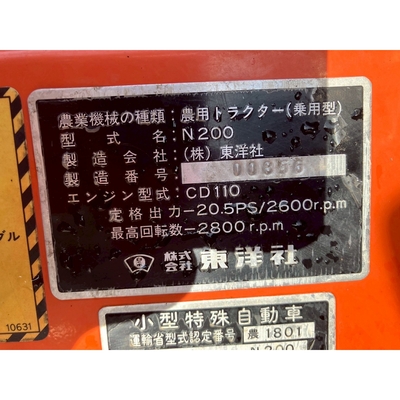 農業機械の種類：農用トラクター(乗用型)
型式名：N200
製造会社：(株)東洋社
製造番号： 00856
エンジン型式：CD110
定格出力−20.5PS/2600r.p.m
最高回転数−2800r.p.m
株式会社 東洋社
ダル
10631
小型特殊自動車
運輸省型式認定番号 農1801
N200